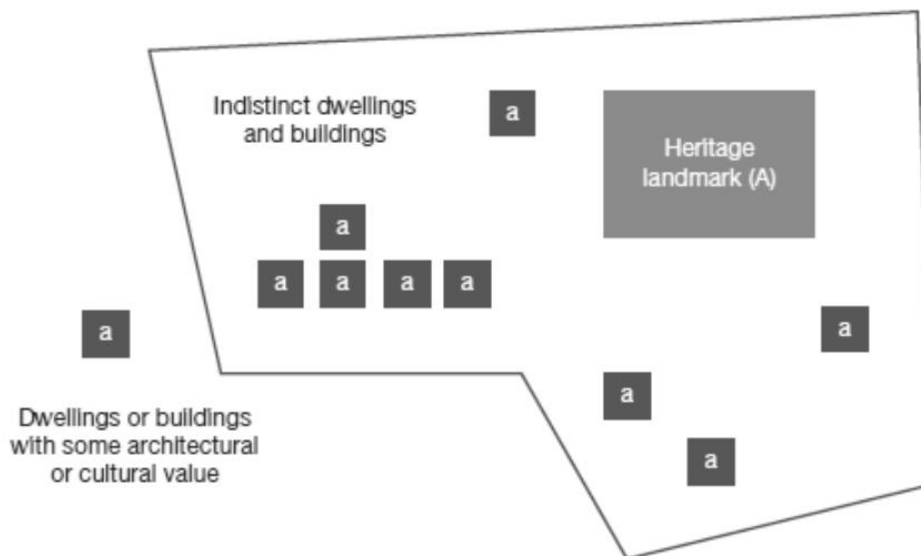 Indistinct dwellings
and buildings
a
Heritage
landmark (A)
a
a
a
a
a
a
a
a
a
Dwellings or buildings
with some architectural
or cultural value